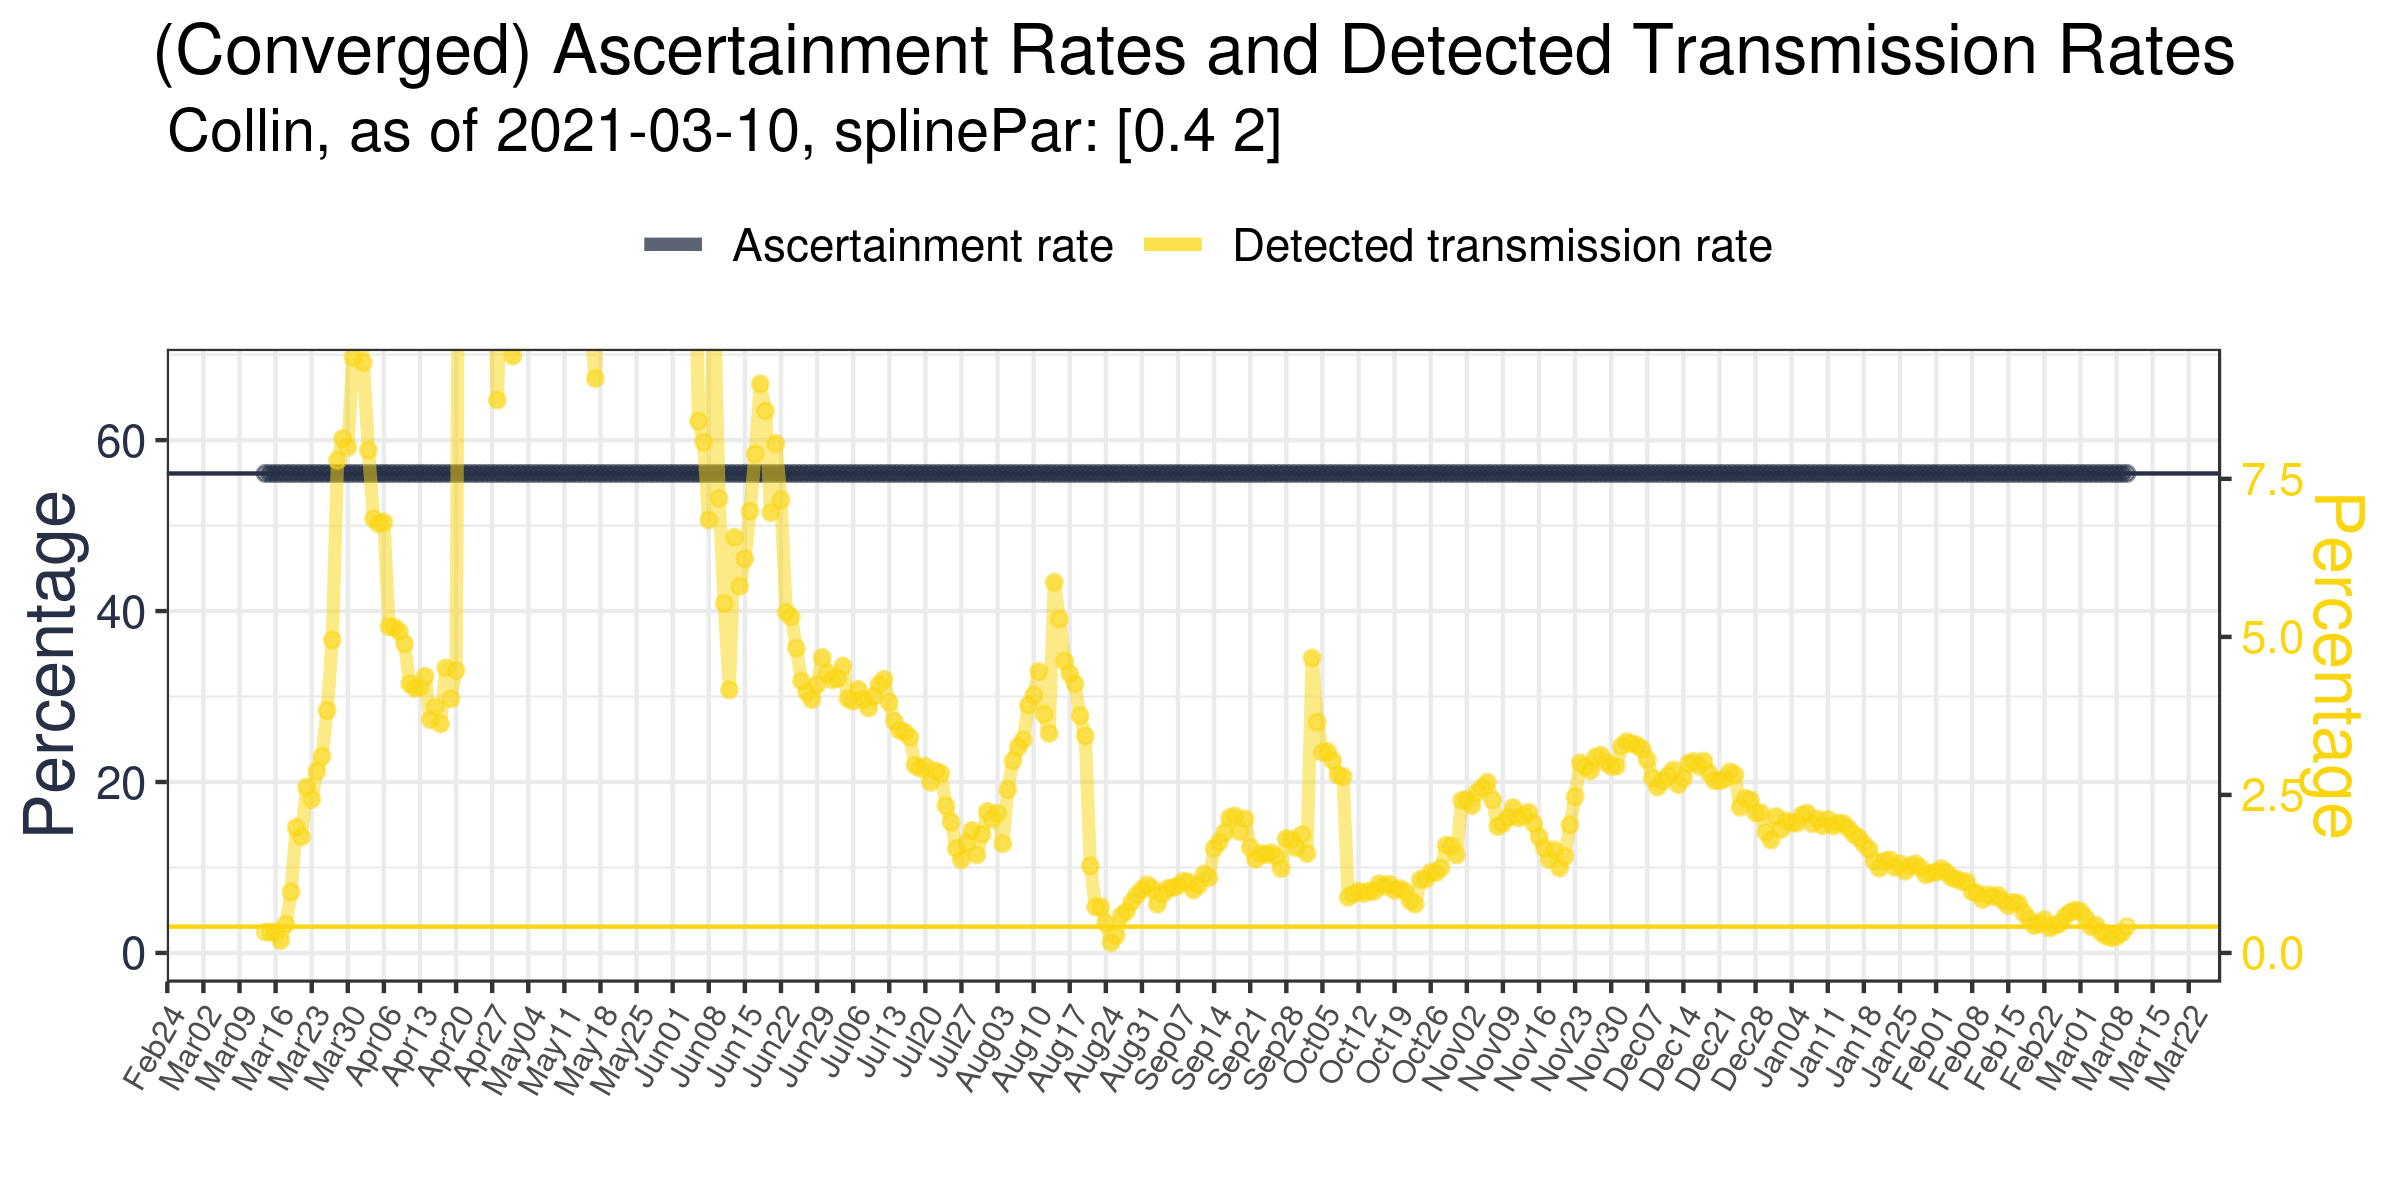 (Converged) Ascertainment Rates and Detected Transmission Rates
Collin, as of 2021-03-10, splinePar: [0.4 2]
Ascertainment rate
Detected transmission rate
Percentage
60
40
20
0
7.5
5.0
2.5
0.0
Percentage
Feb24
Mar02
Mar09
Mar16
Mar23
Mar30
Apr06
Apr13
Apr20
Apr27
May04
May11
May18
May25
Jun01
Jun08
Jun15
Jun22
Jun29
Jul06
Jul13
Jul20
Jul27
Aug03
Aug10
Aug17
Aug24
Aug31
Sep07
Sep14
Sep21
Sep28
Oct05
Oct12
Oct19
Oct26
Nov02
Nov09
Nov16
Nov23
Nov30
Dec07
Dec14
Dec21
Dec28
Jan04
Jan11
Jan18
Jan25
Feb01
Feb08
Feb15
Feb22
Mar01
Mar08
Mar15
Mar22